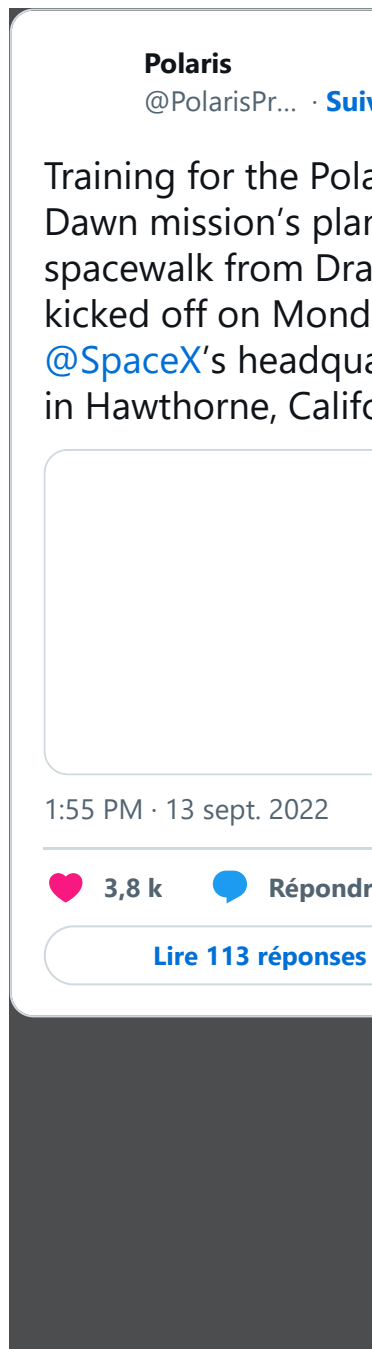 Polaris
@PolarisPr... · Suiv
Training for the Pola
Dawn mission’s plan
spacewalk from Dra
kicked off on Mond
@SpaceX’s headqua
in Hawthorne, Califo
1:55 PM · 13 sept. 2022
3,8 k Répondr
Lire 113 réponses